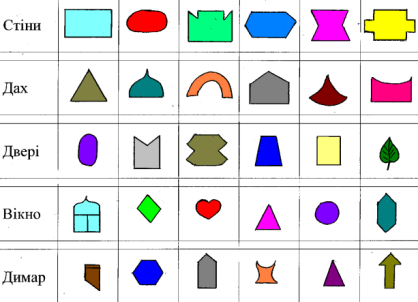 Стіни
Дах
Двері
Вікно
Димар